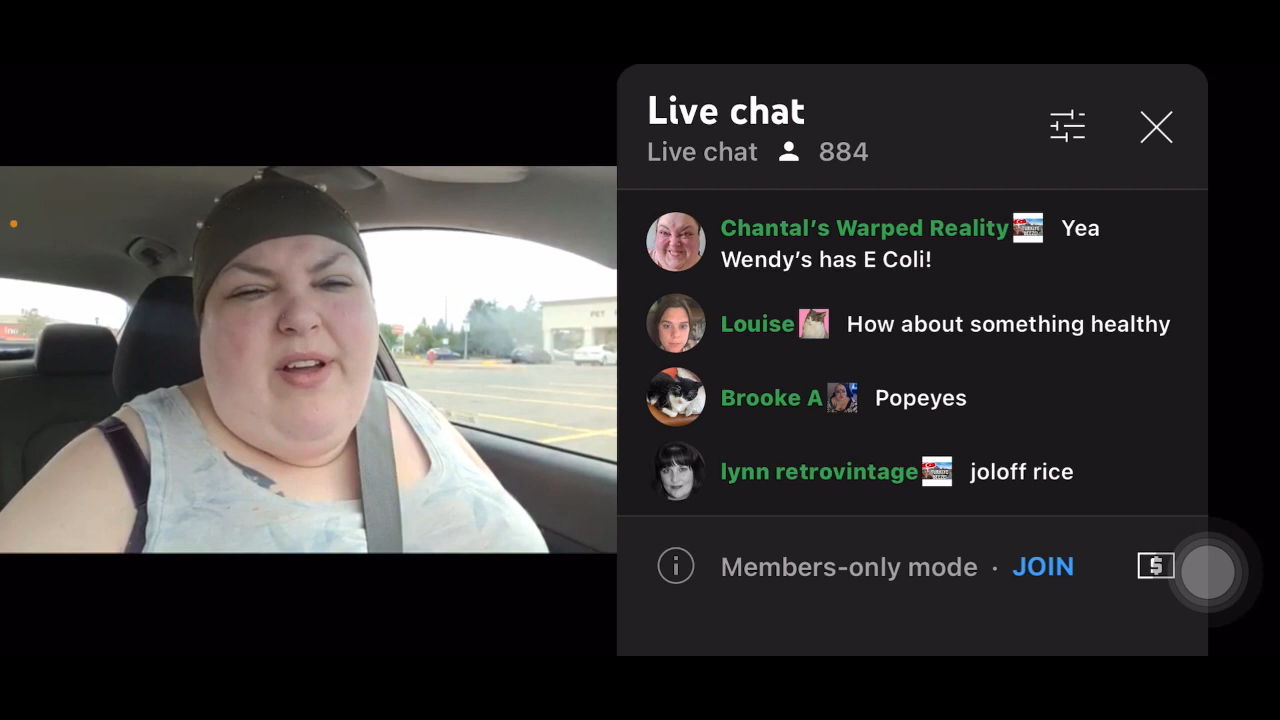 Live chat
Live chat 884
Chantal’s Warped Reality Yea
Wendy’s has E Coli!
Louise How about something healthy
Brooke A Popeyes
lynn retrovintage joloff rice
Members-only mode · JOIN $
PET